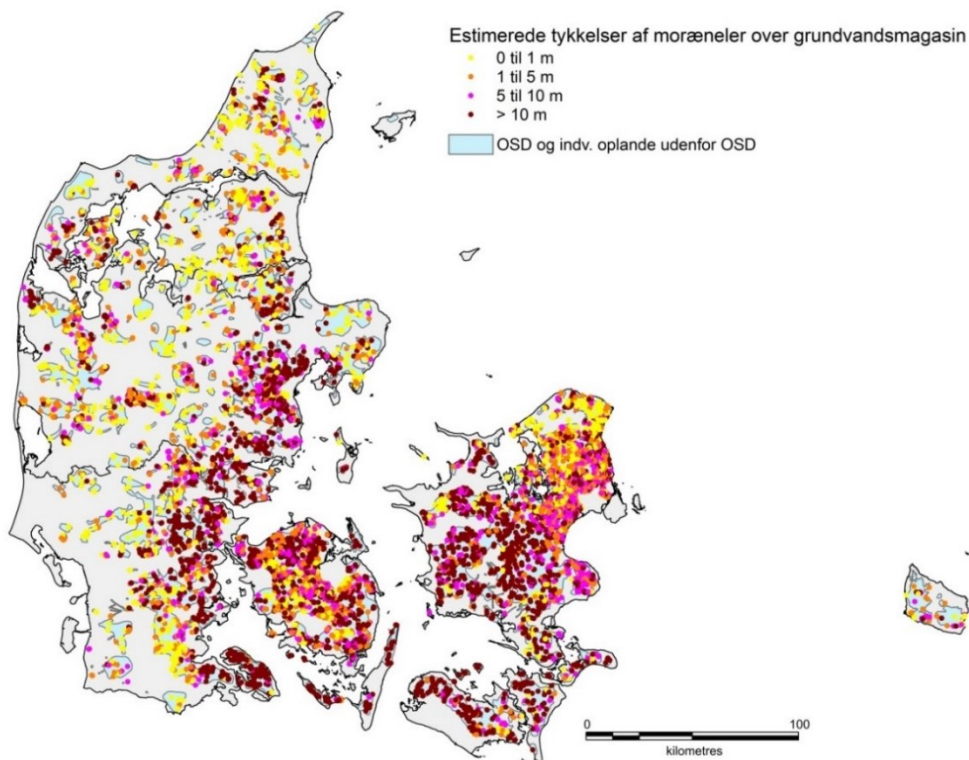 Estimerede tykkelser af moræneler over grundvandsmagasin
0 til 1 m
1 til 5 m
5 til 10 m
> 10 m
OSD og indv. oplande udenfor OSD
0 100
kilometres